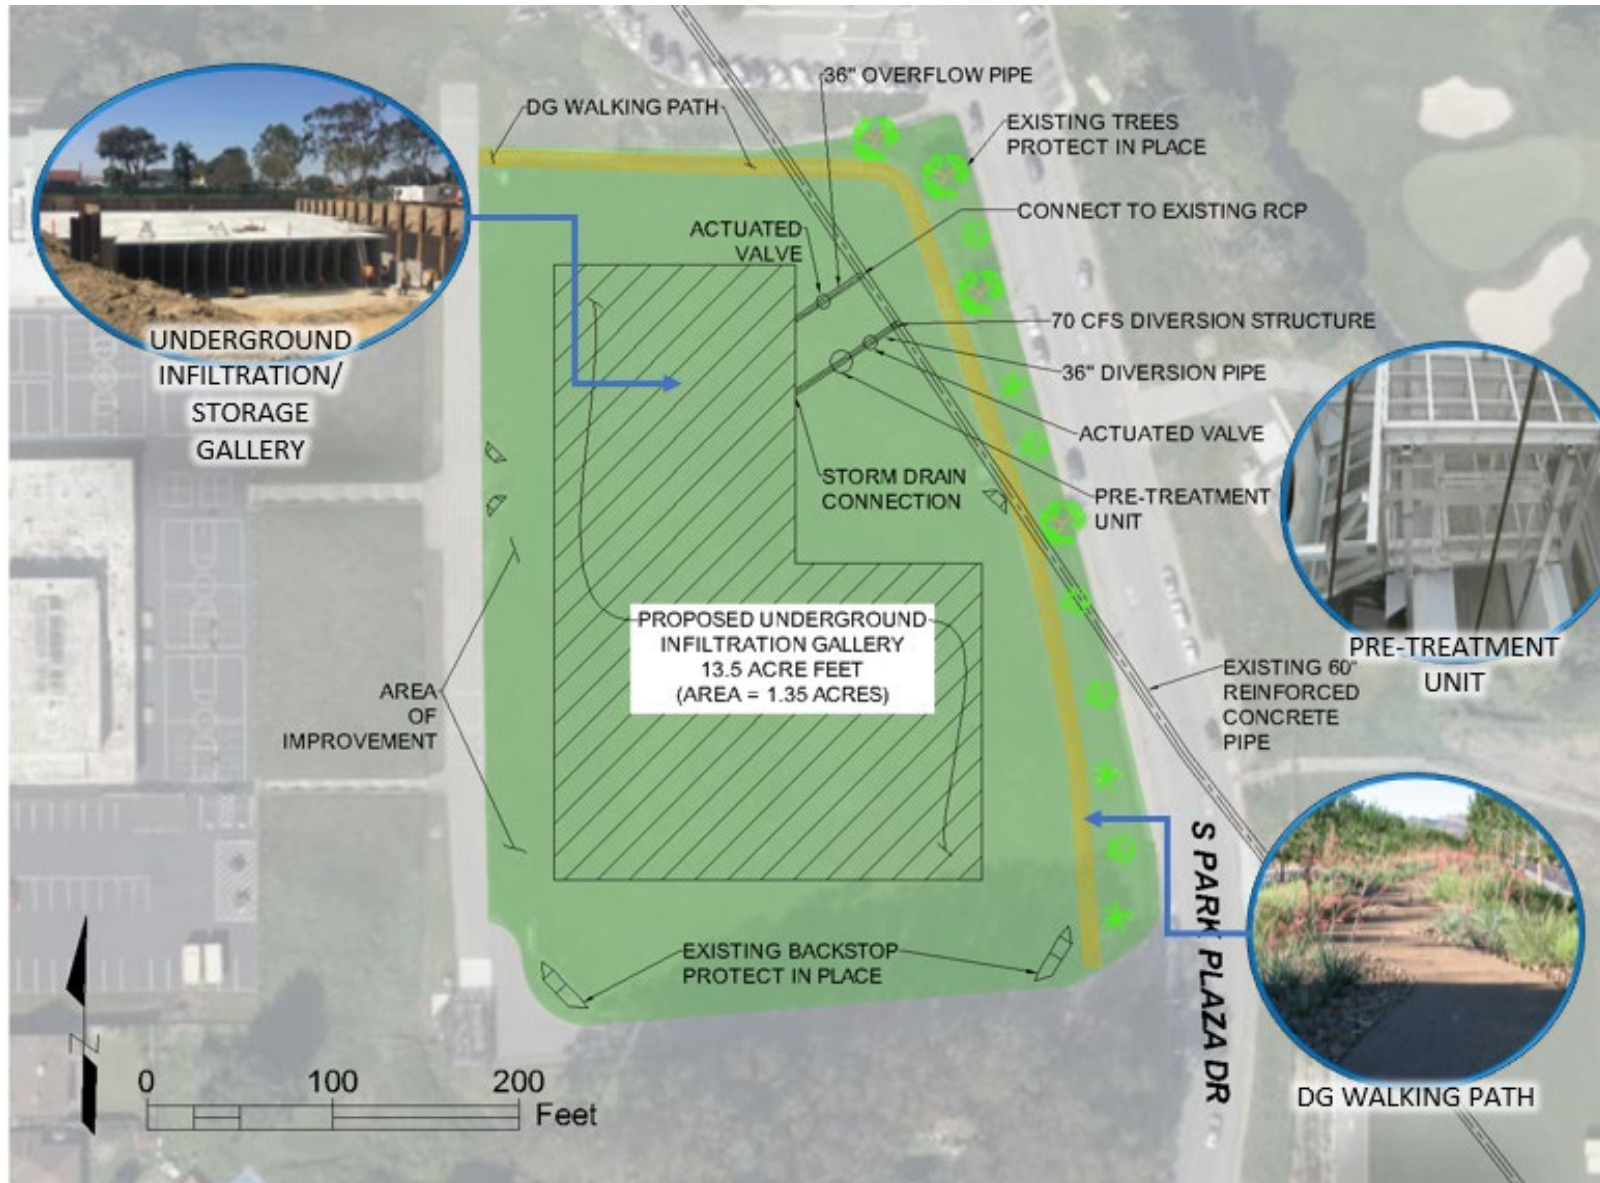 36" OVERFLOW PIPE
DG WALKING PATH
EXISTING TREES
PROTECT IN PLACE
CONNECT TO EXISTING RCP
ACTUATED
VALVE
UNDERGROUND
INFILTRATION/
STORAGE
GALLERY
70 CFS DIVERSION STRUCTURE
36" DIVERSION PIPE
ACTUATED VALVE
STORM DRAIN
CONNECTION
PRE-TREATMENT
UNIT
PROPOSED UNDERGROUND
INFILTRATION GALLERY
13.5 ACRE FEET
(AREA = 1.35 ACRES)
PRE-TREATMENT
UNIT
EXISTING 60"
REINFORCED
CONCRETE
PIPE
AREA
OF
IMPROVEMENT
S PARK PLAZA DR
EXISTING BACKSTOP
PROTECT IN PLACE
Z
0 100 200
Feet
DG WALKING PATH